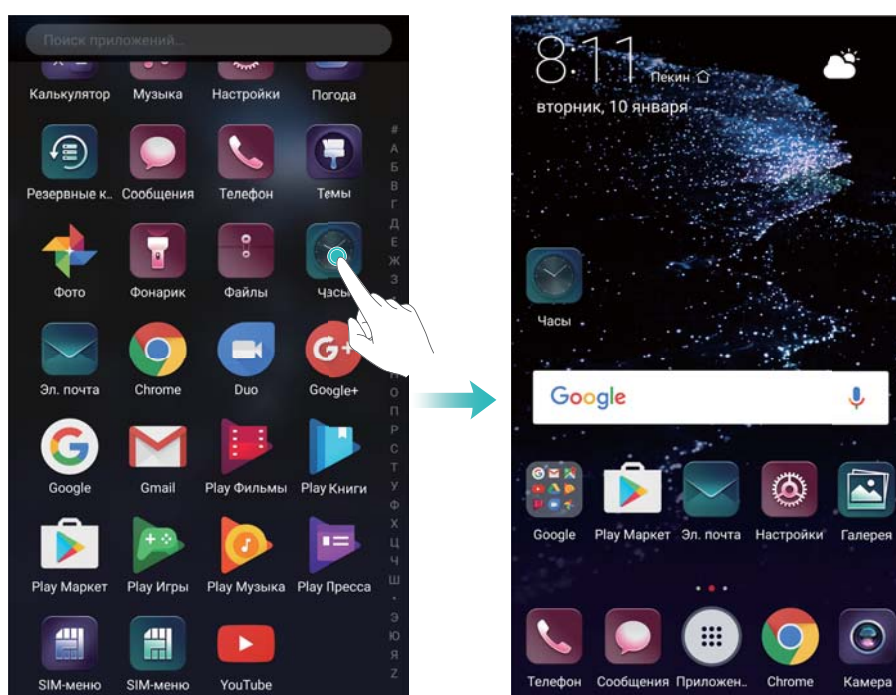 Поиск приложений...
Калькулятор Музыка Настройки Погода
Резервные к.. Сообщения Телефон Темы
Фото Фонарик Файлы Часы
Эл. почта Chrome Duo Google+
Google Gmail Play Фильмы Play Книги
Play Маркет Play Игры Play Музыка Play Пресса
SIM-меню SIM-меню YouTube
#
А
Б
В
Г
Д
Е
Ж
З
О
П
Р
С
Т
У
Ф
Х
Ц
Ч
Ш
Э
Ю
Я
Z
8:11
Пекин
вторник, 10 января
Часы
Google
Google Play Маркет Эл. почта Настройки Галерея
Телефон Сообщения Приложен.. Chrome Камера